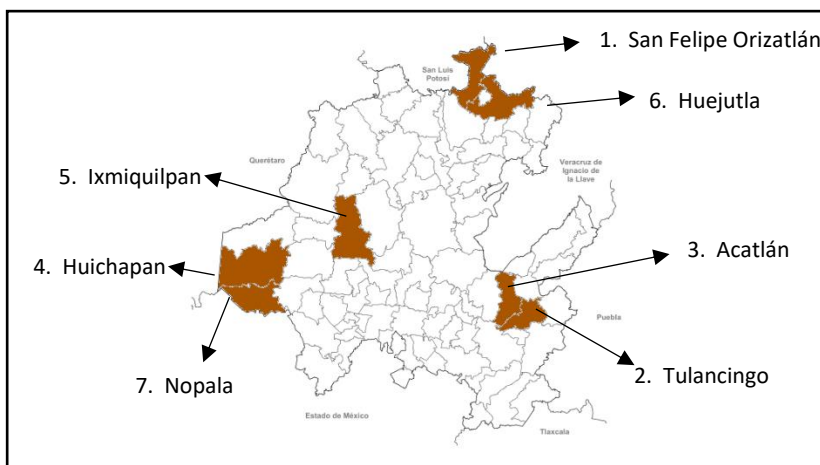 1. San Felipe Orizatlán
San Luis
Potosí
6. Huejutla
Querétaro
Veracruz de
Ignacio de
la Llave
5. Ixmiquilpan
3. Acatlán
4. Huichapan
Puebla
7. Nopala
2. Tulancingo
Estado de México
Tlaxcala